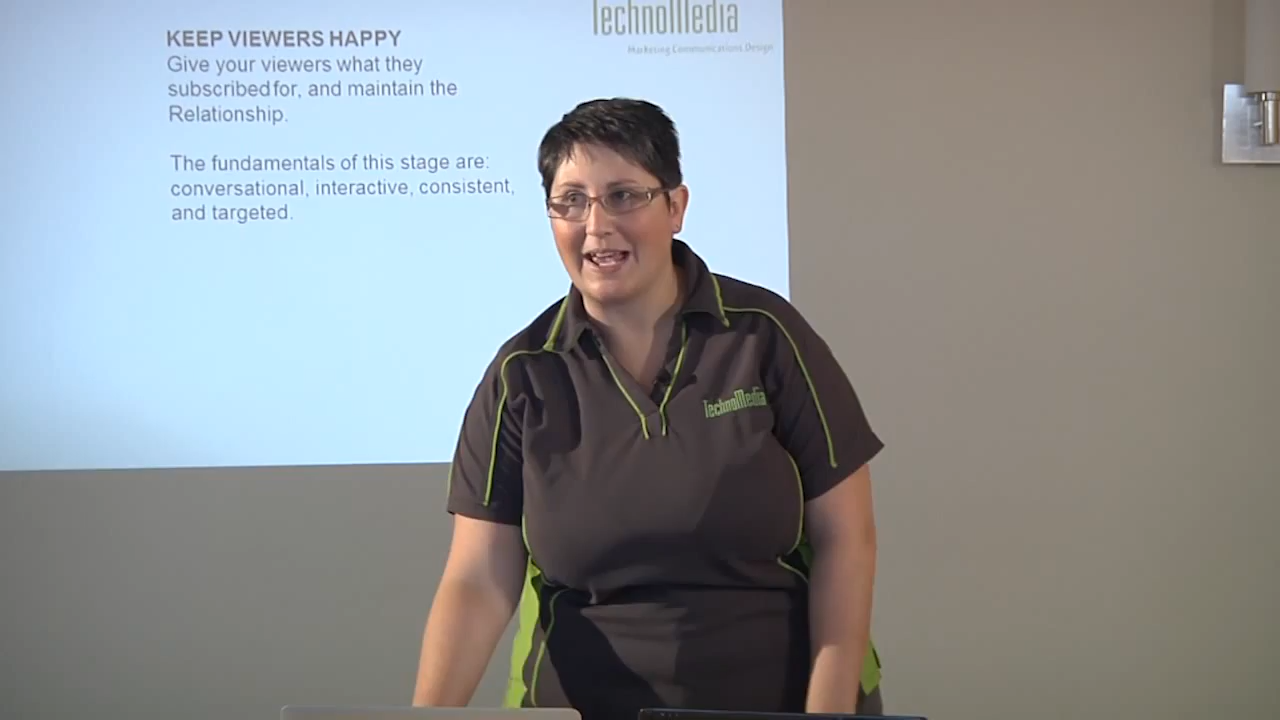 TechnoMedia
Marketing Communications Design
KEEP VIEWERS HAPPY
Give your viewers what they
subscribed for, and maintain the
Relationship.
The fundamentals of this stage are:
conversational, interactive, consistent,
and targeted.
TechnoMedia